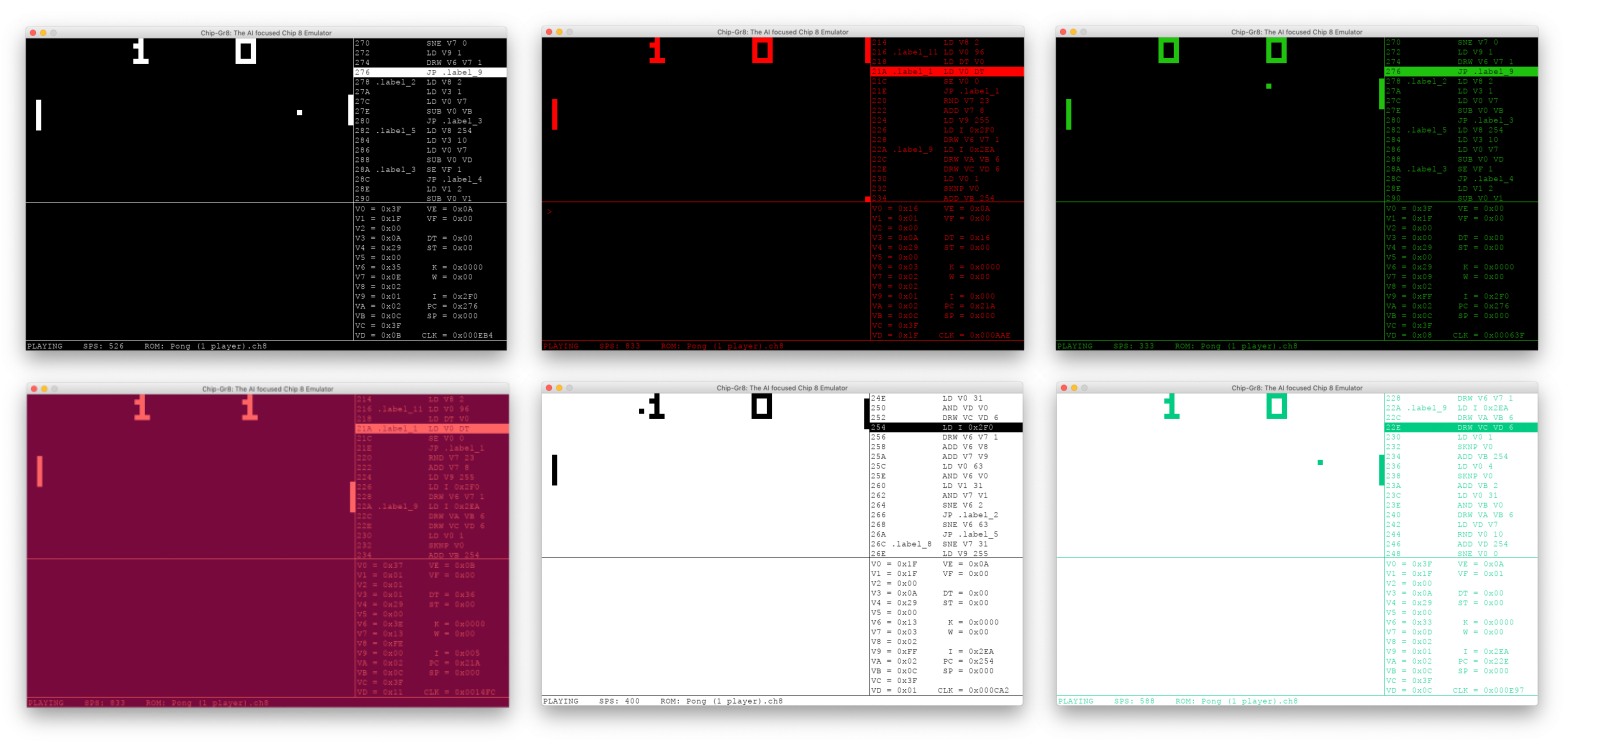 Chip-Gr8: The AI focused Chip 8 Emulator
1 0
270 SNE V7 0
272 LD V9 1
274 DRW V6 V7 1
276 JP .label_9
278 .label_2 LD V8 2
27A LD V3 1
27C LD V0 V7
27E SUB V0 VB
280 JP .label_3
282 .label_5 LD V8 254
284 LD V3 10
286 LD V0 V7
288 SUB V0 VD
28A .label_3 SE VF 1
28C JP .label_4
28E LD V1 2
290 SUB V0 V1
V0 = 0x3F VE = 0x0A
V1 = 0x1F VF = 0x00
V2 = 0x00
V3 = 0x0A DT = 0x00
V4 = 0x29 ST = 0x00
V5 = 0x00
V6 = 0x35 K = 0x0000
V7 = 0x0E W = 0x00
V8 = 0x02
V9 = 0x01 I = 0x2F0
VA = 0x02 PC = 0x276
VB = 0x0C SP = 0x000
VC = 0x3F
VD = 0x0B CLK = 0x000EB4
PLAYING SPS: 526 ROM: Pong (1 player).ch8
Chip-Gr8: The AI focused Chip 8 Emulator
1 0
214 LD V8 2
216 .label_11 LD V0 96
218 LD DT V0
21A .label_1 LD V0 DT
21C SE V0 0
21E JP .label_1
220 RND V7 23
222 ADD V7 8
224 LD V9 255
226 LD I 0x2F0
228 DRW V6 V7 1
22A .label_9 LD I 0x2EA
22C DRW VA VB 6
22E DRW VC VD 6
230 LD V0 1
232 SKNP V0
234 ADD VB 254
>
V0 = 0x16 VE = 0x0A
V1 = 0x01 VF = 0x00
V2 = 0x00
V3 = 0x0A DT = 0x16
V4 = 0x29 ST = 0x00
V5 = 0x00
V6 = 0x03 K = 0x0000
V7 = 0x02 W = 0x00
V8 = 0x02
V9 = 0x01 I = 0x000
VA = 0x02 PC = 0x21A
VB = 0x0C SP = 0x000
VC = 0x3F
VD = 0x1F CLK = 0x000AAE
PLAYING SPS: 833 ROM: Pong (1 player).ch8
Chip-Gr8: The AI focused Chip 8 Emulator
0 0
270 SNE V7 0
272 LD V9 1
274 DRW V6 V7 1
276 JP .label_9
278 .label_2 LD V8 2
27A LD V3 1
27C LD V0 V7
27E SUB V0 VB
280 JP .label_3
282 .label_5 LD V8 254
284 LD V3 10
286 LD V0 V7
288 SUB V0 VD
28A .label_3 SE VF 1
28C JP .label_4
28E LD V1 2
290 SUB V0 V1
V0 = 0x3F VE = 0x00
V1 = 0x1F VF = 0x00
V2 = 0x00
V3 = 0x00 DT = 0x00
V4 = 0x29 ST = 0x00
V5 = 0x00
V6 = 0x29 K = 0x0000
V7 = 0x09 W = 0x00
V8 = 0x02
V9 = 0xFF I = 0x2F0
VA = 0x02 PC = 0x276
VB = 0x0C SP = 0x000
VC = 0x3F
VD = 0x08 CLK = 0x00063F
PLAYING SPS: 333 ROM: Pong (1 player).ch8
Chip-Gr8: The AI focused Chip 8 Emulator
1 1
214 LD V8 2
216 .label_11 LD V0 96
218 LD DT V0
21A .label_1 LD V0 DT
21C SE V0 0
21E JP .label_1
220 RND V7 23
222 ADD V7 8
224 LD V9 255
226 LD I 0x2F0
228 DRW V6 V7 1
22A .label_9 LD I 0x2EA
22C DRW VA VB 6
22E DRW VC VD 6
230 LD V0 1
232 SKNP V0
234 ADD VB 254
V0 = 0x37 VE = 0x0B
V1 = 0x01 VF = 0x00
V2 = 0x01
V3 = 0x01 DT = 0x36
V4 = 0x29 ST = 0x00
V5 = 0x00
V6 = 0x3E K = 0x0000
V7 = 0x13 W = 0x00
V8 = 0xFE
V9 = 0x00 I = 0x005
VA = 0x02 PC = 0x21A
VB = 0x0C SP = 0x000
VC = 0x3F
VD = 0x11 CLK = 0x0014FC
PLAYING SPS: 833 ROM: Pong (1 player).ch8
Chip-Gr8: The AI focused Chip 8 Emulator
1 0
24E LD V0 31
250 AND VD V0
252 DRW VC VD 6
254 LD I 0x2F0
256 DRW V6 V7 1
258 ADD V6 V8
25A ADD V7 V9
25C LD V0 63
25E AND V6 V0
260 LD V1 31
262 AND V7 V1
264 SNE V6 2
266 JP .label_2
268 SNE V6 63
26A JP .label_5
26C .label_8 SNE V7 31
26E LD V9 255
V0 = 0x1F VE = 0x0A
V1 = 0x1F VF = 0x00
V2 = 0x00
V3 = 0x0A DT = 0x00
V4 = 0x29 ST = 0x00
V5 = 0x00
V6 = 0x13 K = 0x0000
V7 = 0x03 W = 0x00
V8 = 0x02
V9 = 0xFF I = 0x2EA
VA = 0x02 PC = 0x254
VB = 0x0C SP = 0x000
VC = 0x3F
VD = 0x01 CLK = 0x000CA2
PLAYING SPS: 400 ROM: Pong (1 player).ch8
Chip-Gr8: The AI focused Chip 8 Emulator
1 0
228 DRW V6 V7 1
22A .label_9 LD I 0x2EA
22C DRW VA VB 6
22E DRW VC VD 6
230 LD V0 1
232 SKNP V0
234 ADD VB 254
236 LD V0 4
238 SKNP V0
23A ADD VB 2
23C LD V0 31
23E AND VB V0
240 DRW VA VB 6
242 LD VD V7
244 RND V0 10
246 ADD VD 254
248 SNE V0 0
V0 = 0x3F VE = 0x0A
V1 = 0x1F VF = 0x01
V2 = 0x00
V3 = 0x0A DT = 0x00
V4 = 0x29 ST = 0x00
V5 = 0x00
V6 = 0x33 K = 0x0000
V7 = 0x0D W = 0x00
V8 = 0x02
V9 = 0x01 I = 0x2EA
VA = 0x02 PC = 0x22E
VB = 0x0C SP = 0x000
VC = 0x3F
VD = 0x0C CLK = 0x000E97
PLAYING SPS: 588 ROM: Pong (1 player).ch8